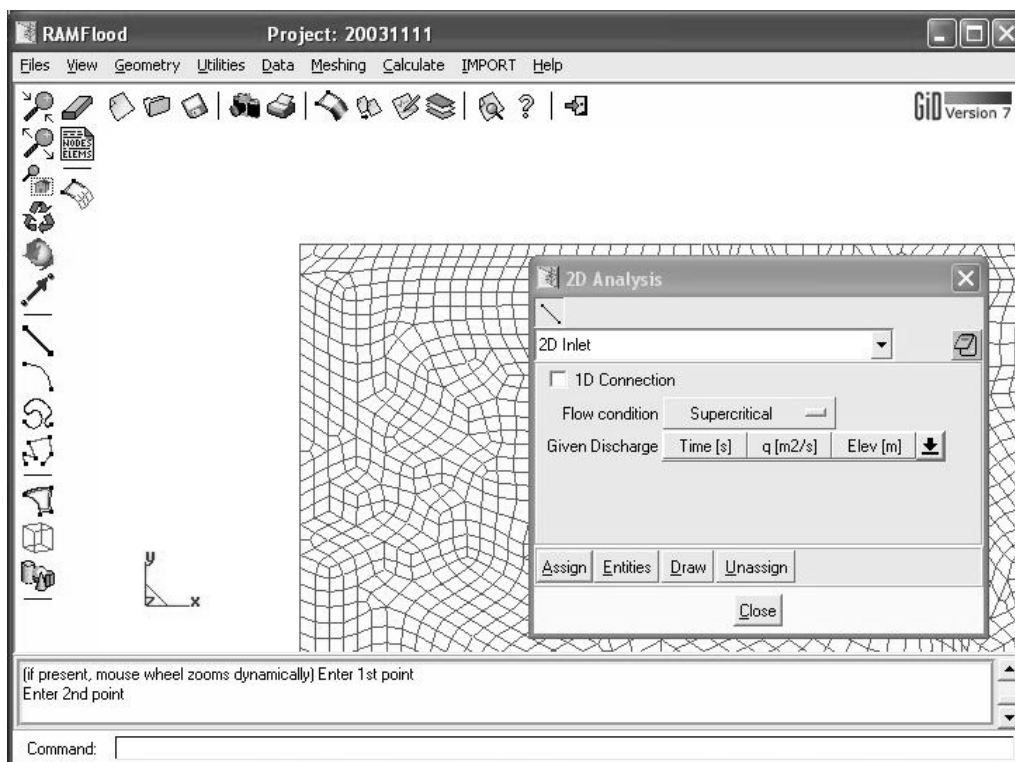 RAMFlood Project: 20031111
Files View Geometry Utilities Data Meshing Calculate IMPORT Help
GiD Version 7
NODES
ELEMS
2D Analysis
2D Inlet
1D Connection
Flow condition Supercritical
Given Discharge Time [s] q [m2/s] Elev [m]
Assign Entities Draw Unassign
Close
y
z x
(if present, mouse wheel zooms dynamically) Enter 1st point
Enter 2nd point
Command: